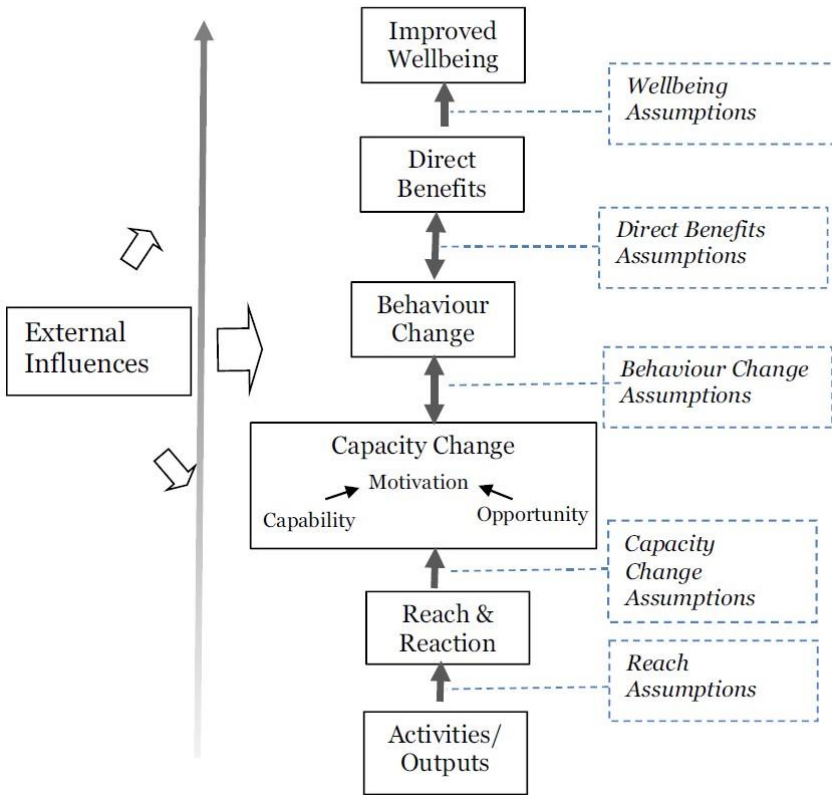 Improved
Wellbeing
Wellbeing
Assumptions
Direct
Benefits
Direct Benefits
Assumptions
Behaviour
Change
External
Influences
Behaviour Change
Assumptions
Capacity Change
Motivation
Capability
Opportunity
Capacity
Change
Assumptions
Reach &
Reaction
Reach
Assumptions
Activities/
Outputs